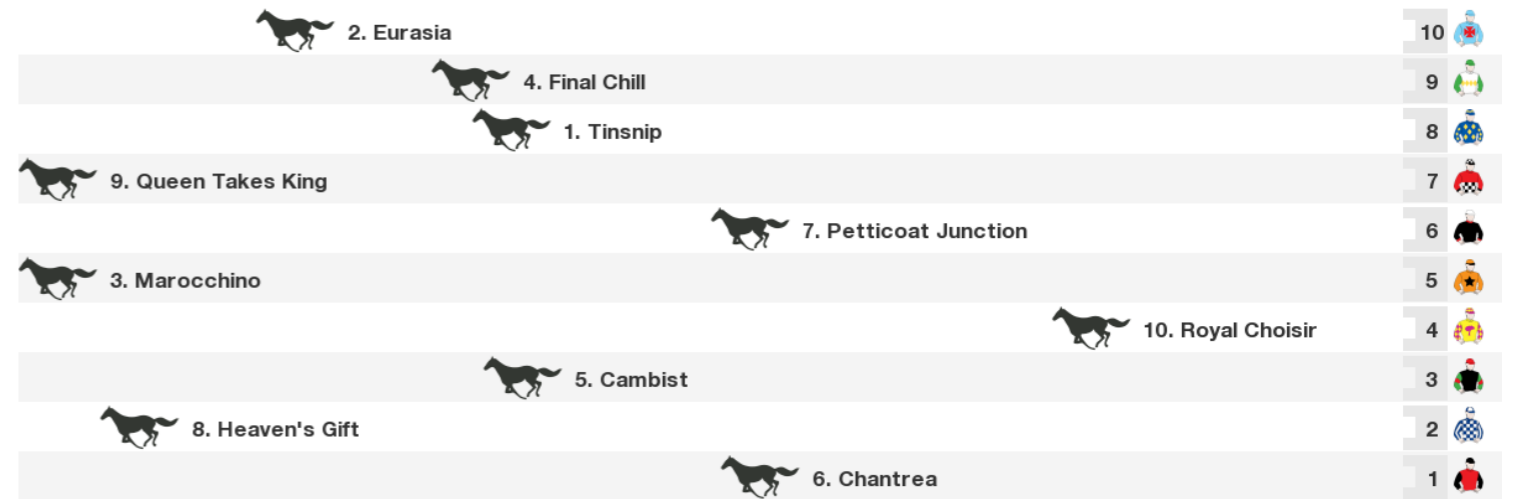 2. Eurasia 10
4. Final Chill 9
1. Tinsnip 8
9. Queen Takes King 7
7. Petticoat Junction 6
3. Marocchino 5
10. Royal Choisir 4
5. Cambist 3
8. Heaven's Gift 2
6. Chantrea 1